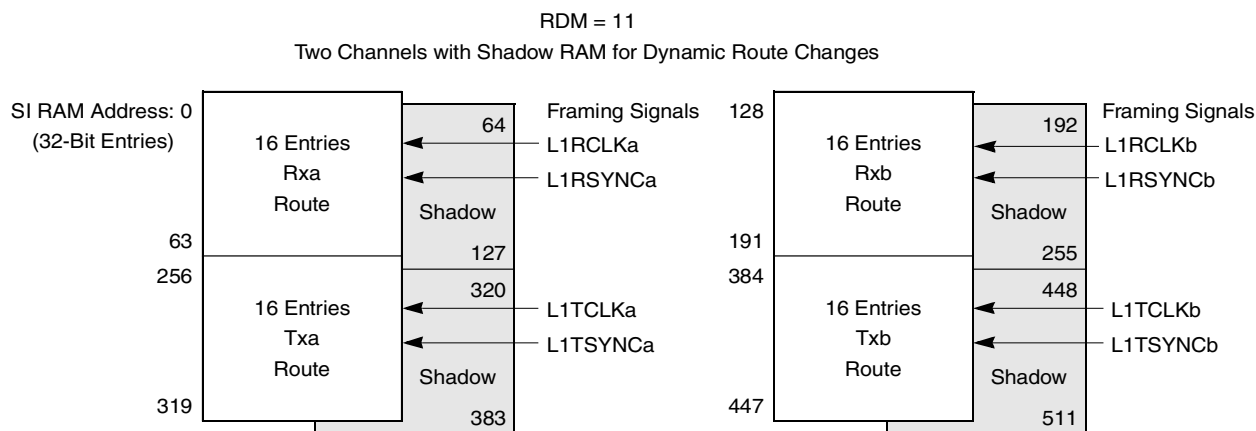 RDM = 11
Two Channels with Shadow RAM for Dynamic Route Changes
SI RAM Address: 0
(32-Bit Entries)
16 Entries
Rxa
Route
63
64
Shadow
127
Framing Signals
L1RCLKa
L1RSYNCa
256
16 Entries
Txa
Route
319
320
Shadow
383
L1TCLKa
L1TSYNCa
128
16 Entries
Rxb
Route
191
192
Shadow
255
Framing Signals
L1RCLKb
L1RSYNCb
384
16 Entries
Txb
Route
447
448
Shadow
511
L1TCLKb
L1TSYNCb